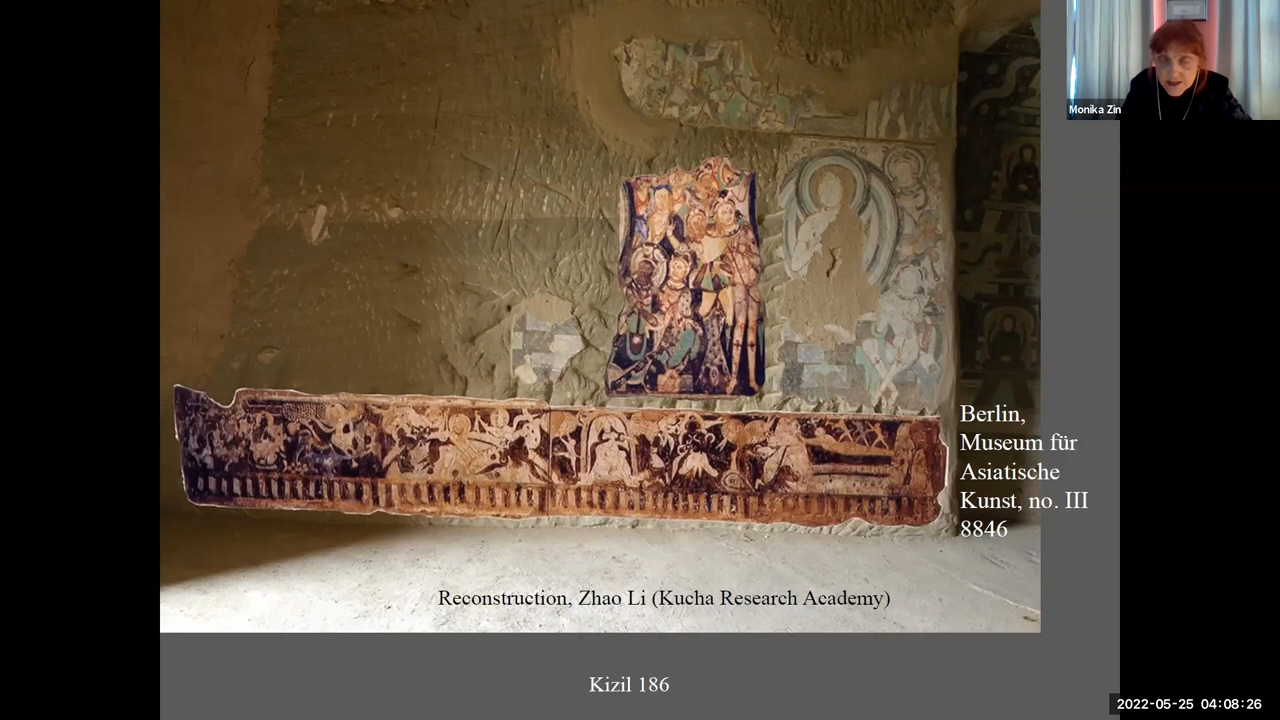 Monika Zin
Berlin,
Museum für
Asiatische
Kunst, no. III
8846
Reconstruction, Zhao Li (Kucha Research Academy)
Kizil 186
2022-05-25 04:08:26